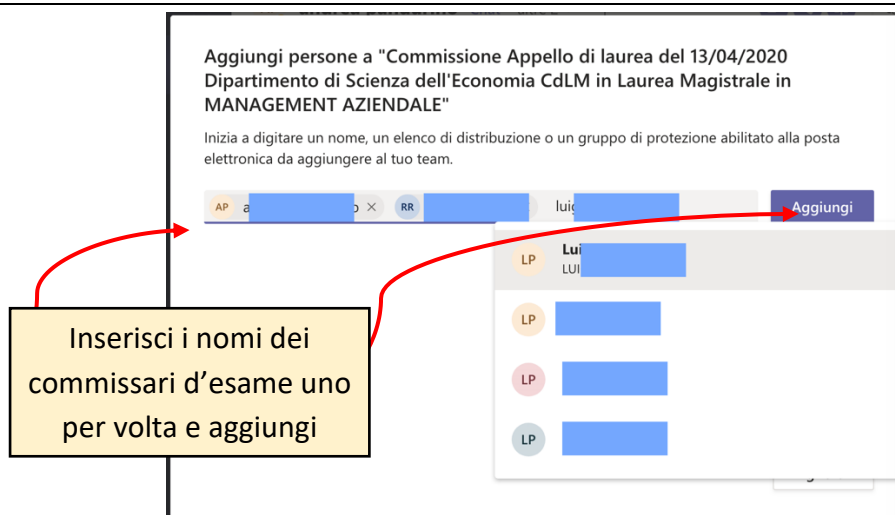 Aggiungi persone a "Commissione Appello di laurea del 13/04/2020
Dipartimento di Scienza dell'Economia CdLM in Laurea Magistrale in
MANAGEMENT AZIENDALE"
Inizia a digitare un nome, un elenco di distribuzione o un gruppo di protezione abilitato alla posta
elettronica da aggiungere al tuo team.
AP a × RR Aggiungi
LP Lui
LUI
LP
LP
LP
Inserisci i nomi dei
commissari d’esame uno
per volta e aggiungi